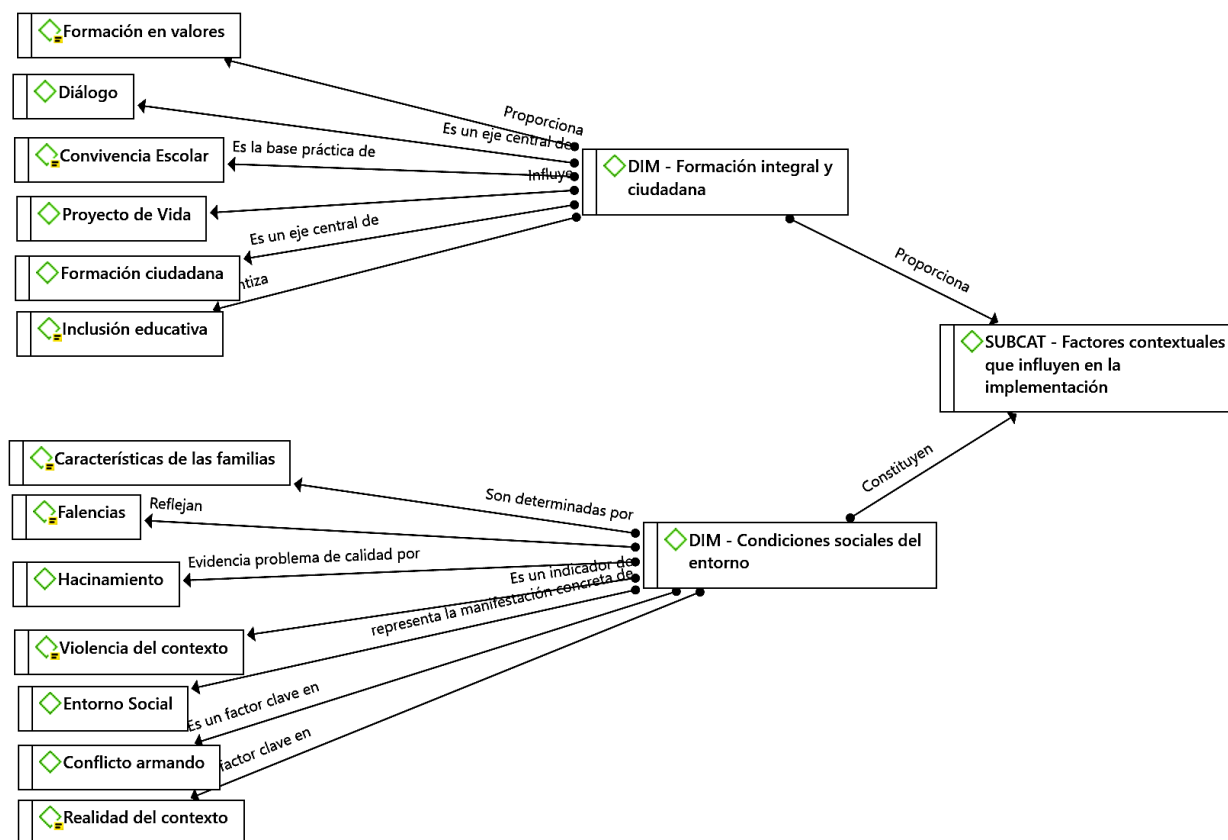 Formación en valores
Diálogo
Convivencia Escolar
Proyecto de Vida
Formación ciudadana
Inclusión educativa
Proporciona
Es un eje central de
Es la base práctica de
Influye
Es un eje central de
DIM - Formación integral y
ciudadana
Proporciona
SUBCAT - Factores contextuales
que influyen en la
implementación
Constituyen
Características de las familias
Falencias
Hacinamiento
Violencia del contexto
Entorno Social
Conflicto armando
Realidad del contexto
Son determinadas por
Reflejan
Evidencia problema de calidad por
Es un indicador de
representa la manifestación concreta de
Es un factor clave en
factor clave en
DIM - Condiciones sociales del
entorno